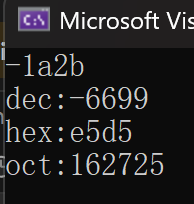 Microsoft Vis
-1a2b
dec:-6699
hex:e5d5
oct:162725